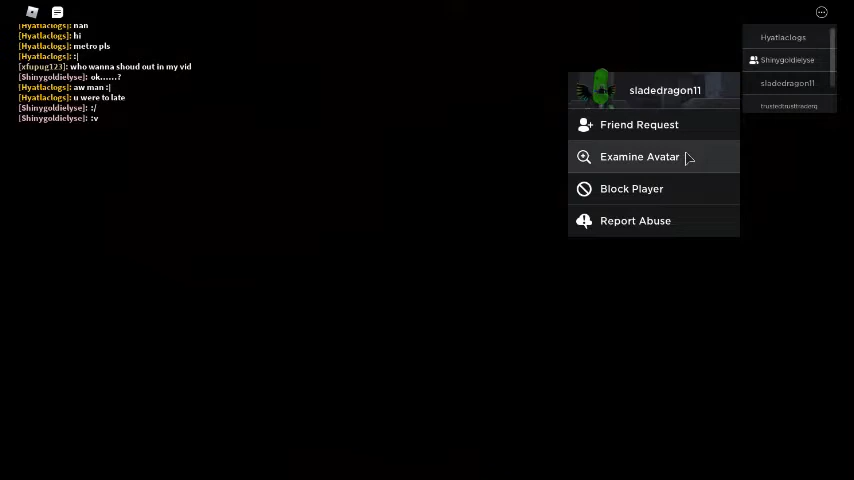 [Hyatlaclogs]: nan
[Hyatlaclogs]: hi
[Hyatlaclogs]: metro pls
[Hyatlaclogs]: :|
[xfupug123]: who wanna shoud out in my vid
[Shinygoldielyse]: ok......?
[Hyatlaclogs]: aw man :|
[Hyatlaclogs]: u were to late
[Shinygoldielyse]: :/
[Shinygoldielyse]: :v
Hyatlaclogs
Shinygoldielyse
sladedragon11
trustedtrusttraderq
sladedragon11
Friend Request
Examine Avatar
Block Player
Report Abuse